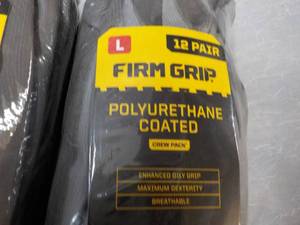 L
12 PAIR
FIRM GRIP
POLYURETHANE
COATED
CREW PACK
ENHANCED OILY GRIP
MAXIMUM DEXTERITY
BREATHABLE